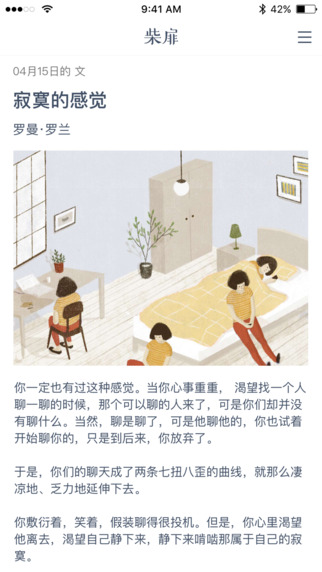 9:41 AM
42%
柴扉
04月15日的 文
寂寞的感觉
罗曼·罗兰
你一定也有过这种感觉。当你心事重重， 渴望找一个人
聊一聊的时候，那个可以聊的人来了，可是你们却并没
有聊什么。当然，聊是聊了，可是他聊他的，你也试着
开始聊你的，只是到后来，你放弃了。
于是，你们的聊天成了两条七扭八歪的曲线，就那么凄
凉地、乏力地延伸下去。
你敷衍着，笑着，假装聊得很投机。但是，你心里渴望
他离去，渴望自己静下来，静下来啃啮那属于自己的寂
寞。